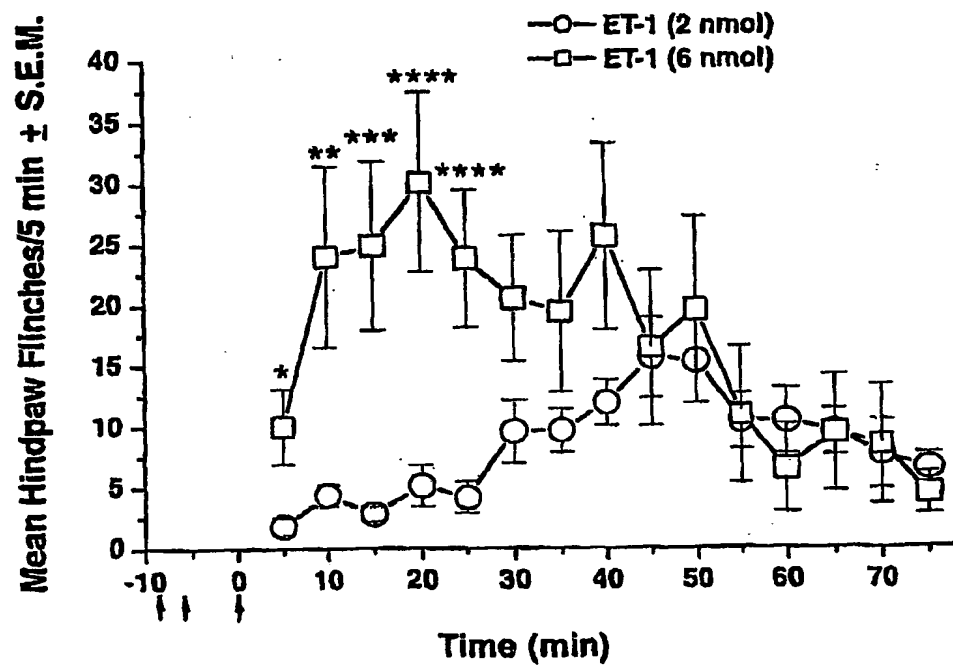 ET-1 (2 nmol)
ET-1 (6 nmol)
Mean Hindpaw Flinches/5 min ± S.E.M.
40
35
30
25
20
15
10
5
0
*
**
***
****
****
-10 0 10 20 30 40 50 60 70
Time (min)